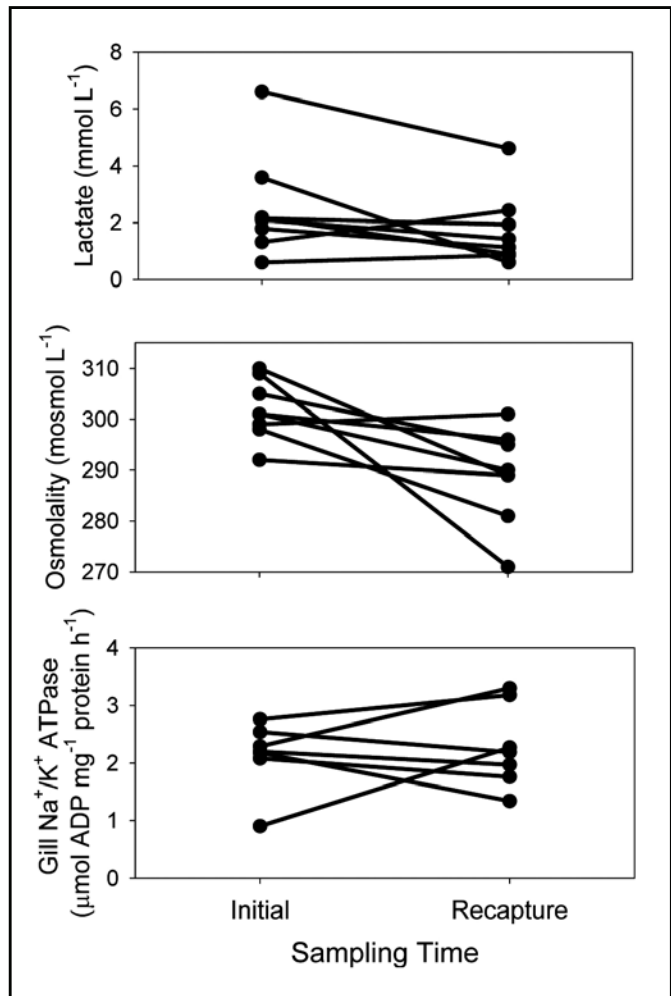 Lactate (mmol L⁻¹)
8
6
4
2
0
Osmolality (mosmol L⁻¹)
310
300
290
280
270
Gill Na⁺/K⁺ ATPase
(μmol ADP mg⁻¹ protein h⁻¹)
4
3
2
1
0
Initial Recapture
Sampling Time